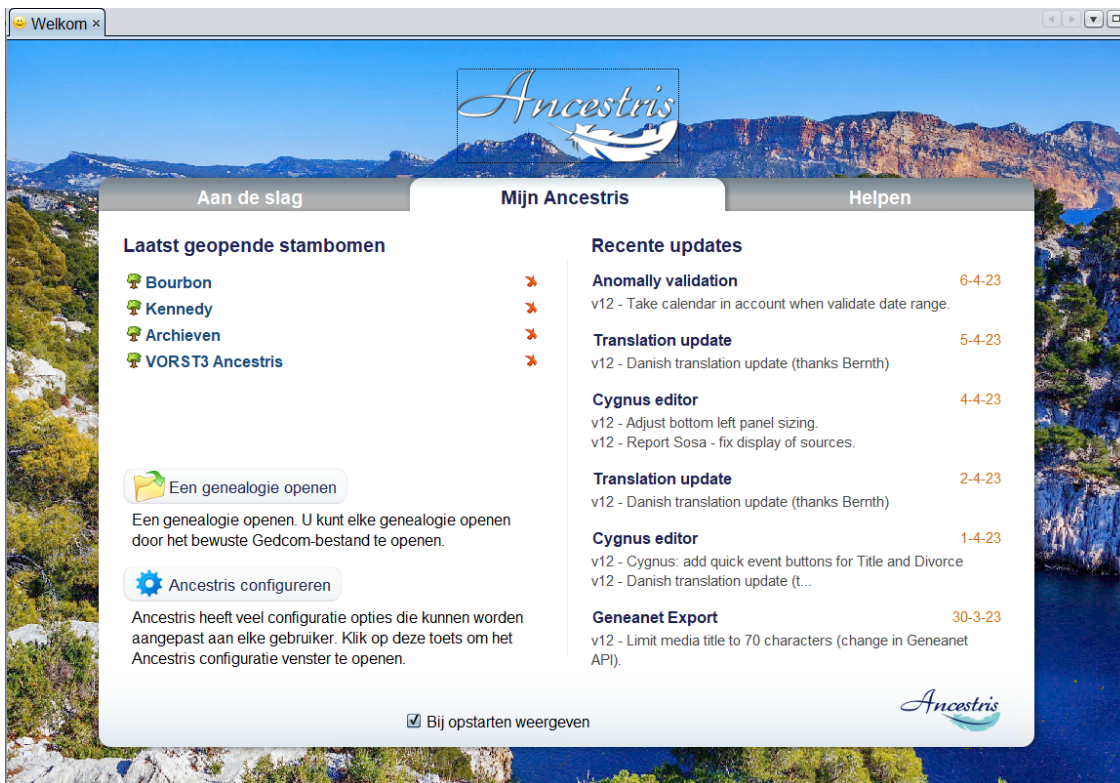 Welkom
Ancestris
Aan de slag
Mijn Ancestris
Helpen
Laatst geopende stambomen
Bourbon
Kennedy
Archieven
VORST3 Ancestris
Een genealogie openen
Een genealogie openen. U kunt elke genealogie openen
door het bewuste Gedcom-bestand te openen.
Ancestris configureren
Ancestris heeft veel configuratie opties die kunnen worden
aangepast aan elke gebruiker. Klik op deze toets om het
Ancestris configuratie venster te openen.
Recente updates
Anomally validation 6-4-23
v12 - Take calendar in account when validate date range.
Translation update 5-4-23
v12 - Danish translation update (thanks Bernth)
Cygnus editor 4-4-23
v12 - Adjust bottom left panel sizing.
v12 - Report Sosa - fix display of sources.
Translation update 2-4-23
v12 - Danish translation update (thanks Bernth)
Cygnus editor 1-4-23
v12 - Cygnus: add quick event buttons for Title and Divorce
v12 - Danish translation update (t...
Geneanet Export 30-3-23
v12 - Limit media title to 70 characters (change in Geneanet
API).
Bij opstarten weergeven
Ancestris